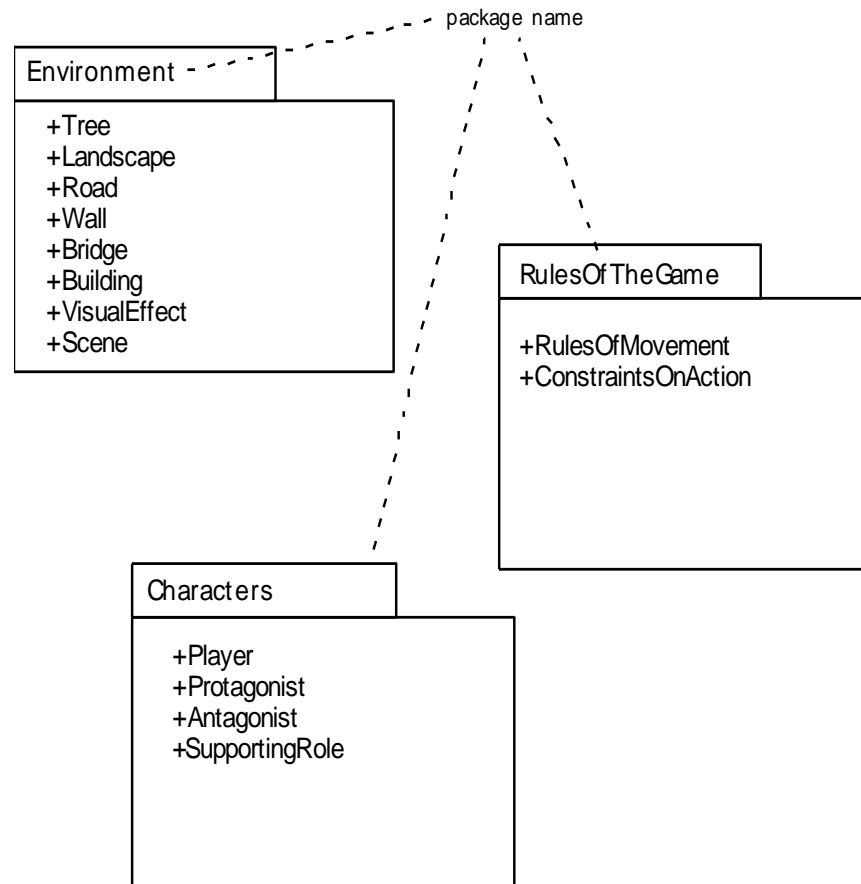 package name
Environment
+Tree
+Landscape
+Road
+Wall
+Bridge
+Building
+VisualEffect
+Scene
RulesOfTheGame
+RulesOfMovement
+ConstraintsOnAction
Characters
+Player
+Protagonist
+Antagonist
+SupportingRole